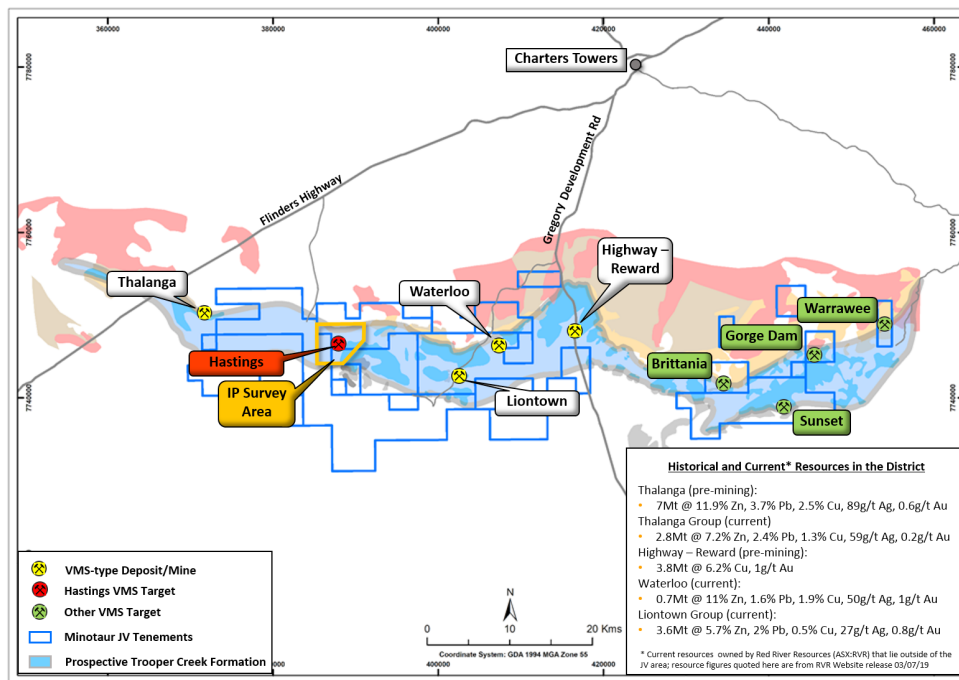 360000
380000
400000
420000
440000
460000
7780000
7780000
Charters Towers
Flinders Highway
Gregory Development Rd
7760000
7760000
Highway –
Reward
Thalanga
Waterloo
Warrawee
Gorge Dam
Hastings
Brittania
IP Survey
Area
Liontown
Sunset
7740000
7740000
Historical and Current* Resources in the District
Thalanga (pre-mining):
• 7Mt @ 11.9% Zn, 3.7% Pb, 2.5% Cu, 89g/t Ag, 0.6g/t Au
Thalanga Group (current)
• 2.8Mt @ 7.2% Zn, 2.4% Pb, 1.3% Cu, 59g/t Ag, 0.2g/t Au
Highway – Reward (pre-mining):
• 3.8Mt @ 6.2% Cu, 1g/t Au
Waterloo (current):
• 0.7Mt @ 11% Zn, 1.6% Pb, 1.9% Cu, 50g/t Ag, 1g/t Au
Liontown Group (current):
• 3.6Mt @ 5.7% Zn, 2% Pb, 0.5% Cu, 27g/t Ag, 0.8g/t Au
* Current resources owned by Red River Resources (ASX:RVR) that lie outside of the
JV area; resource figures quoted here are from RVR Website release 03/07/19
VMS-type Deposit/Mine
Hastings VMS Target
Other VMS Target
Minotaur JV Tenements
Prospective Trooper Creek Formation
N
0 10 20 Kms
Coordinate System: GDA 1994 MGA Zone 55
380000
400000
420000